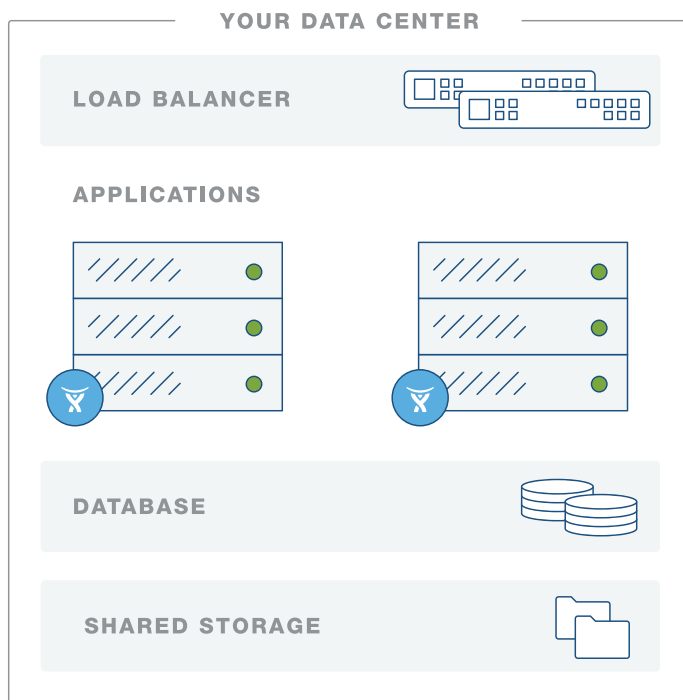 YOUR DATA CENTER
LOAD BALANCER
APPLICATIONS
DATABASE
SHARED STORAGE